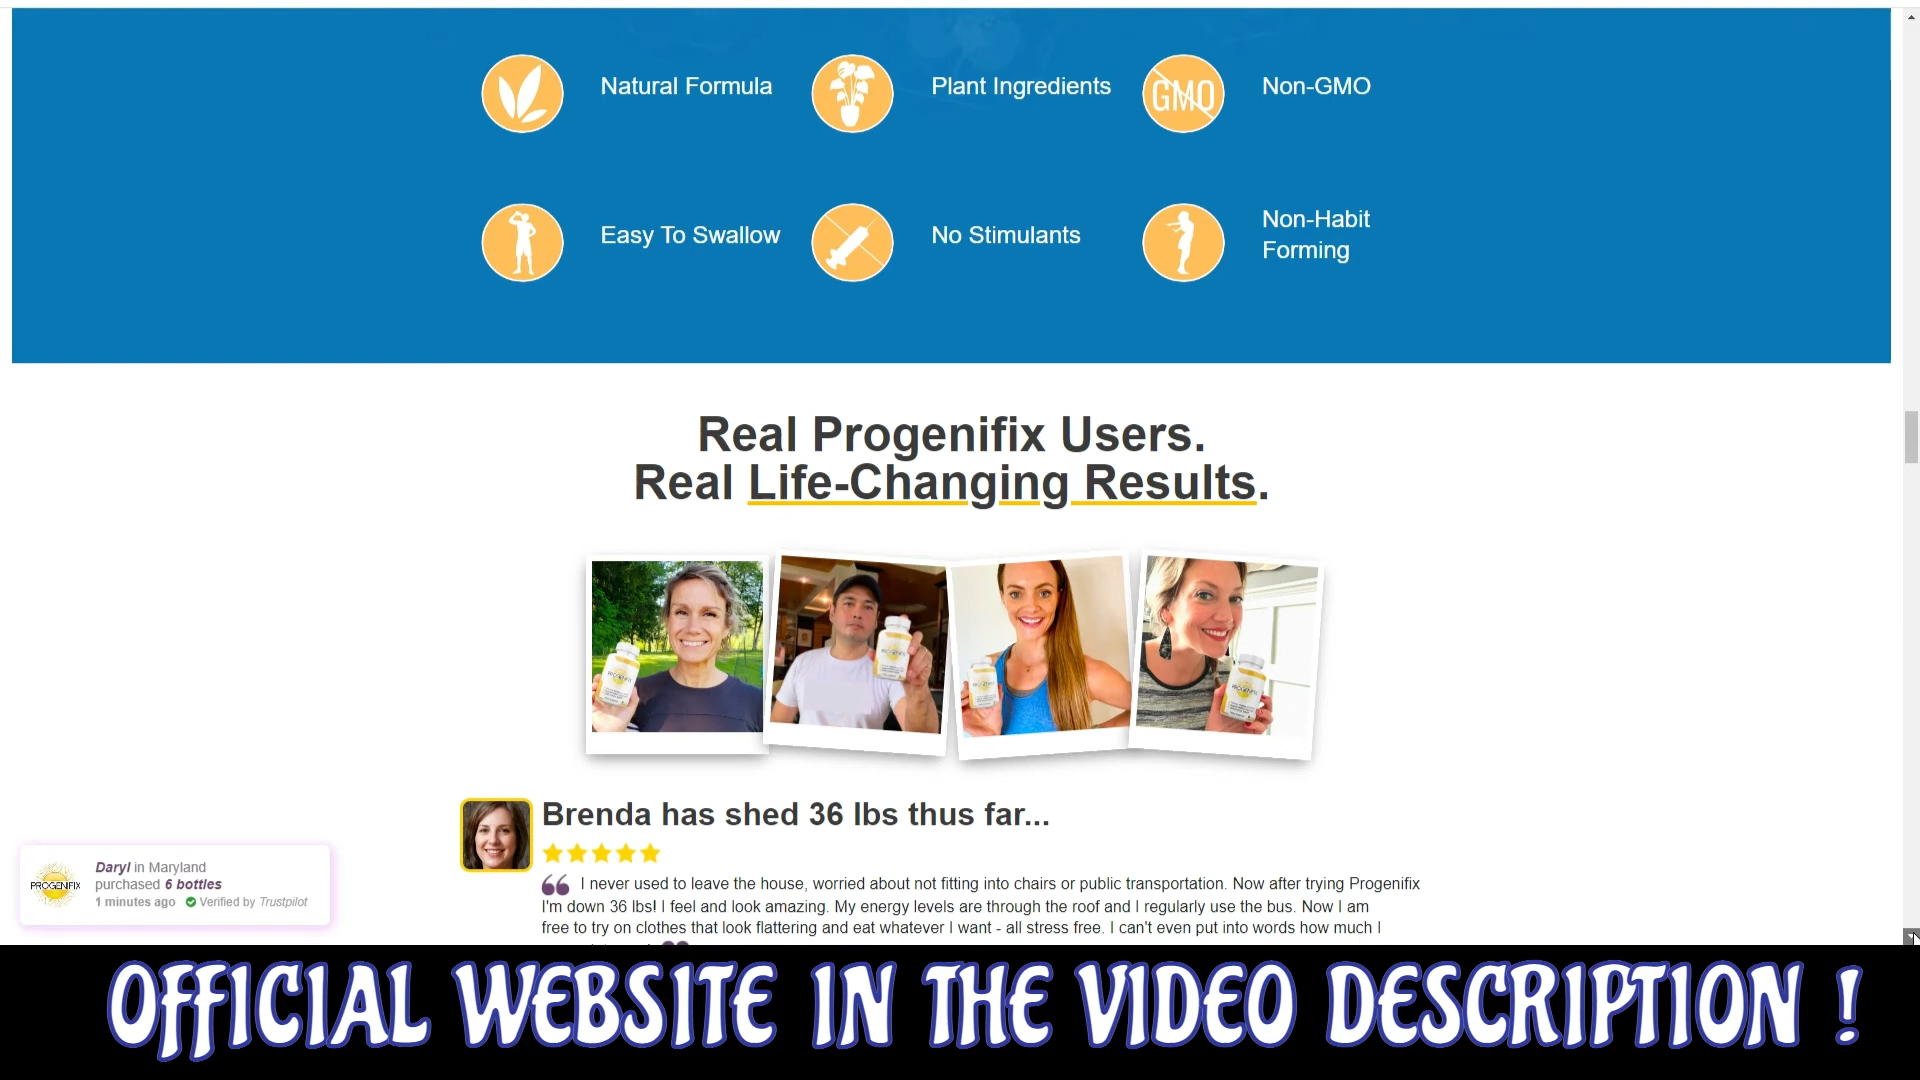 Natural Formula
Plant Ingredients
GMO
Non-GMO
Easy To Swallow
No Stimulants
Non-Habit
Forming
Real Progenifix Users.
Real Life-Changing Results.
PROGENIFIX
PROGENIFIX
PROGENIFIX
PROGENIFIX
Brenda has shed 36 lbs thus far...
I never used to leave the house, worried about not fitting into chairs or public transportation. Now after trying Progenifix
I'm down 36 lbs! I feel and look amazing. My energy levels are through the roof and I regularly use the bus. Now I am
free to try on clothes that look flattering and eat whatever I want - all stress free. I can't even put into words how much I
PROGENIFIX
Daryl in Maryland
purchased 6 bottles
1 minutes ago Verified by Trustpilot
OFFICIAL WEBSITE IN THE VIDEO DESCRIPTION !